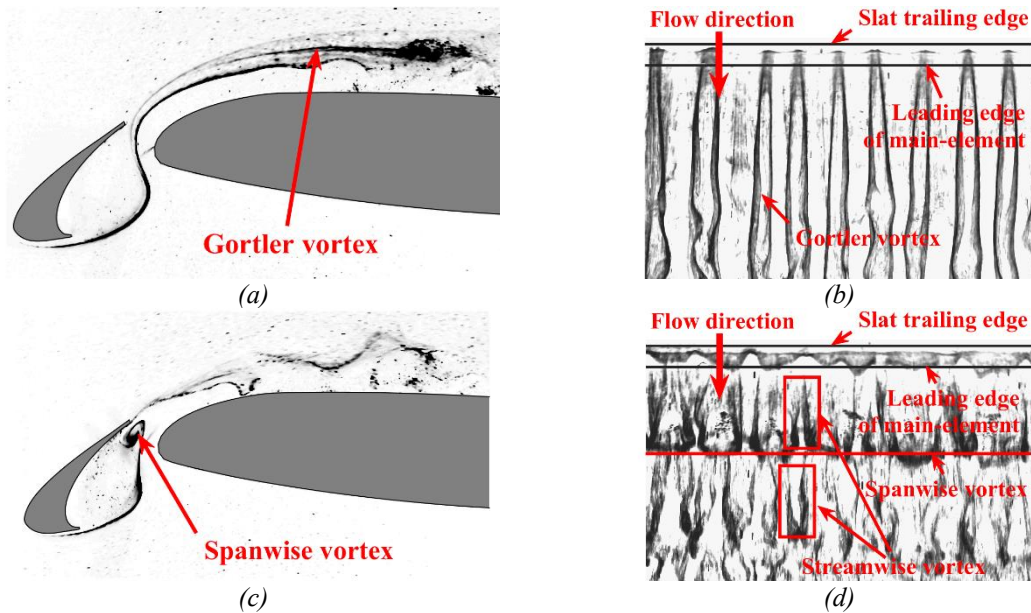 Gortler vortex
(a)
Flow direction
Slat trailing edge
Leading edge
of main-element
Gortler vortex
(b)
Spanwise vortex
(c)
Flow direction
Slat trailing edge
Leading edge
of main-element
Spanwise vortex
Streamwise vortex
(d)